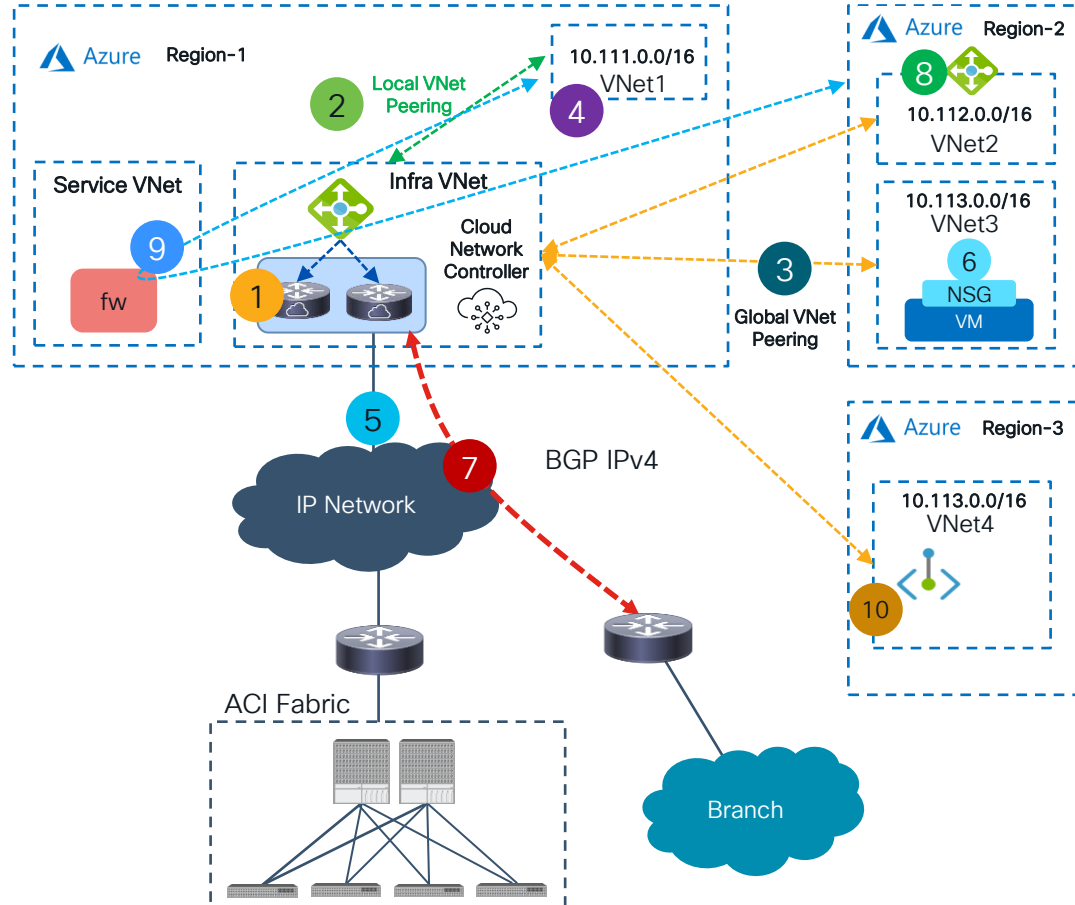 Azure Region-1
10.111.0.0/16
VNet1
2
Local VNet
Peering
4
Service VNet
Infra VNet
9
fw
1
Cloud
Network
Controller
Azure Region-2
8
10.112.0.0/16
VNet2
10.113.0.0/16
VNet3
6
NSG
VM
3
Global VNet
Peering
5
7
BGP IPv4
IP Network
Azure Region-3
10.113.0.0/16
VNet4
10
ACI Fabric
Branch